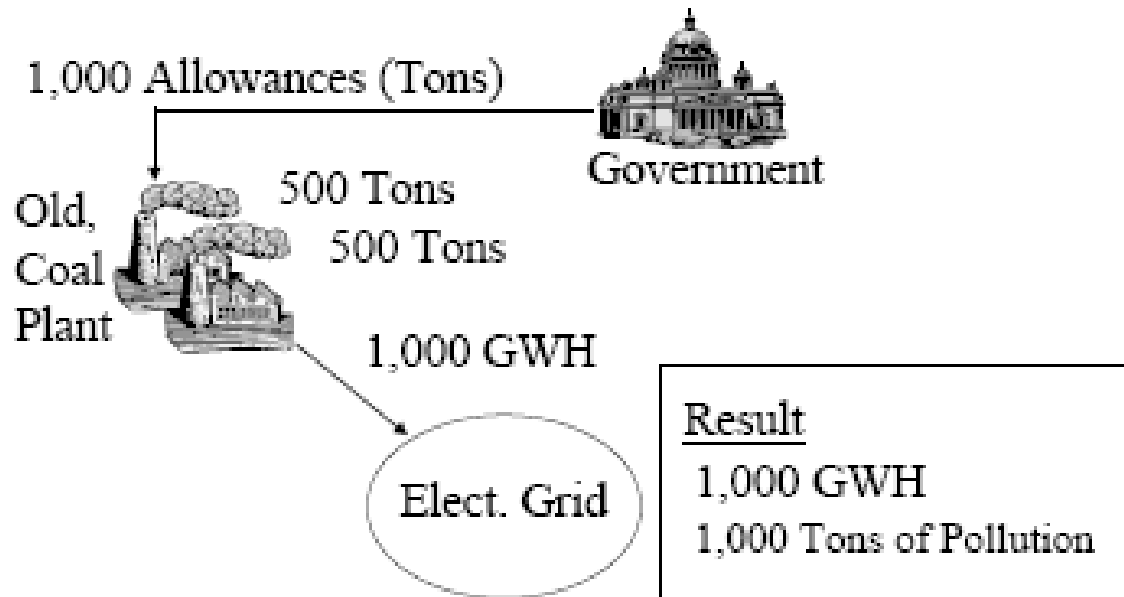 1,000 Allowances (Tons)
Government
500 Tons
Old,
500 Tons
Coal
Plant
1,000 GWH
Elect. Grid
Result
1,000 GWH
1,000 Tons of Pollution